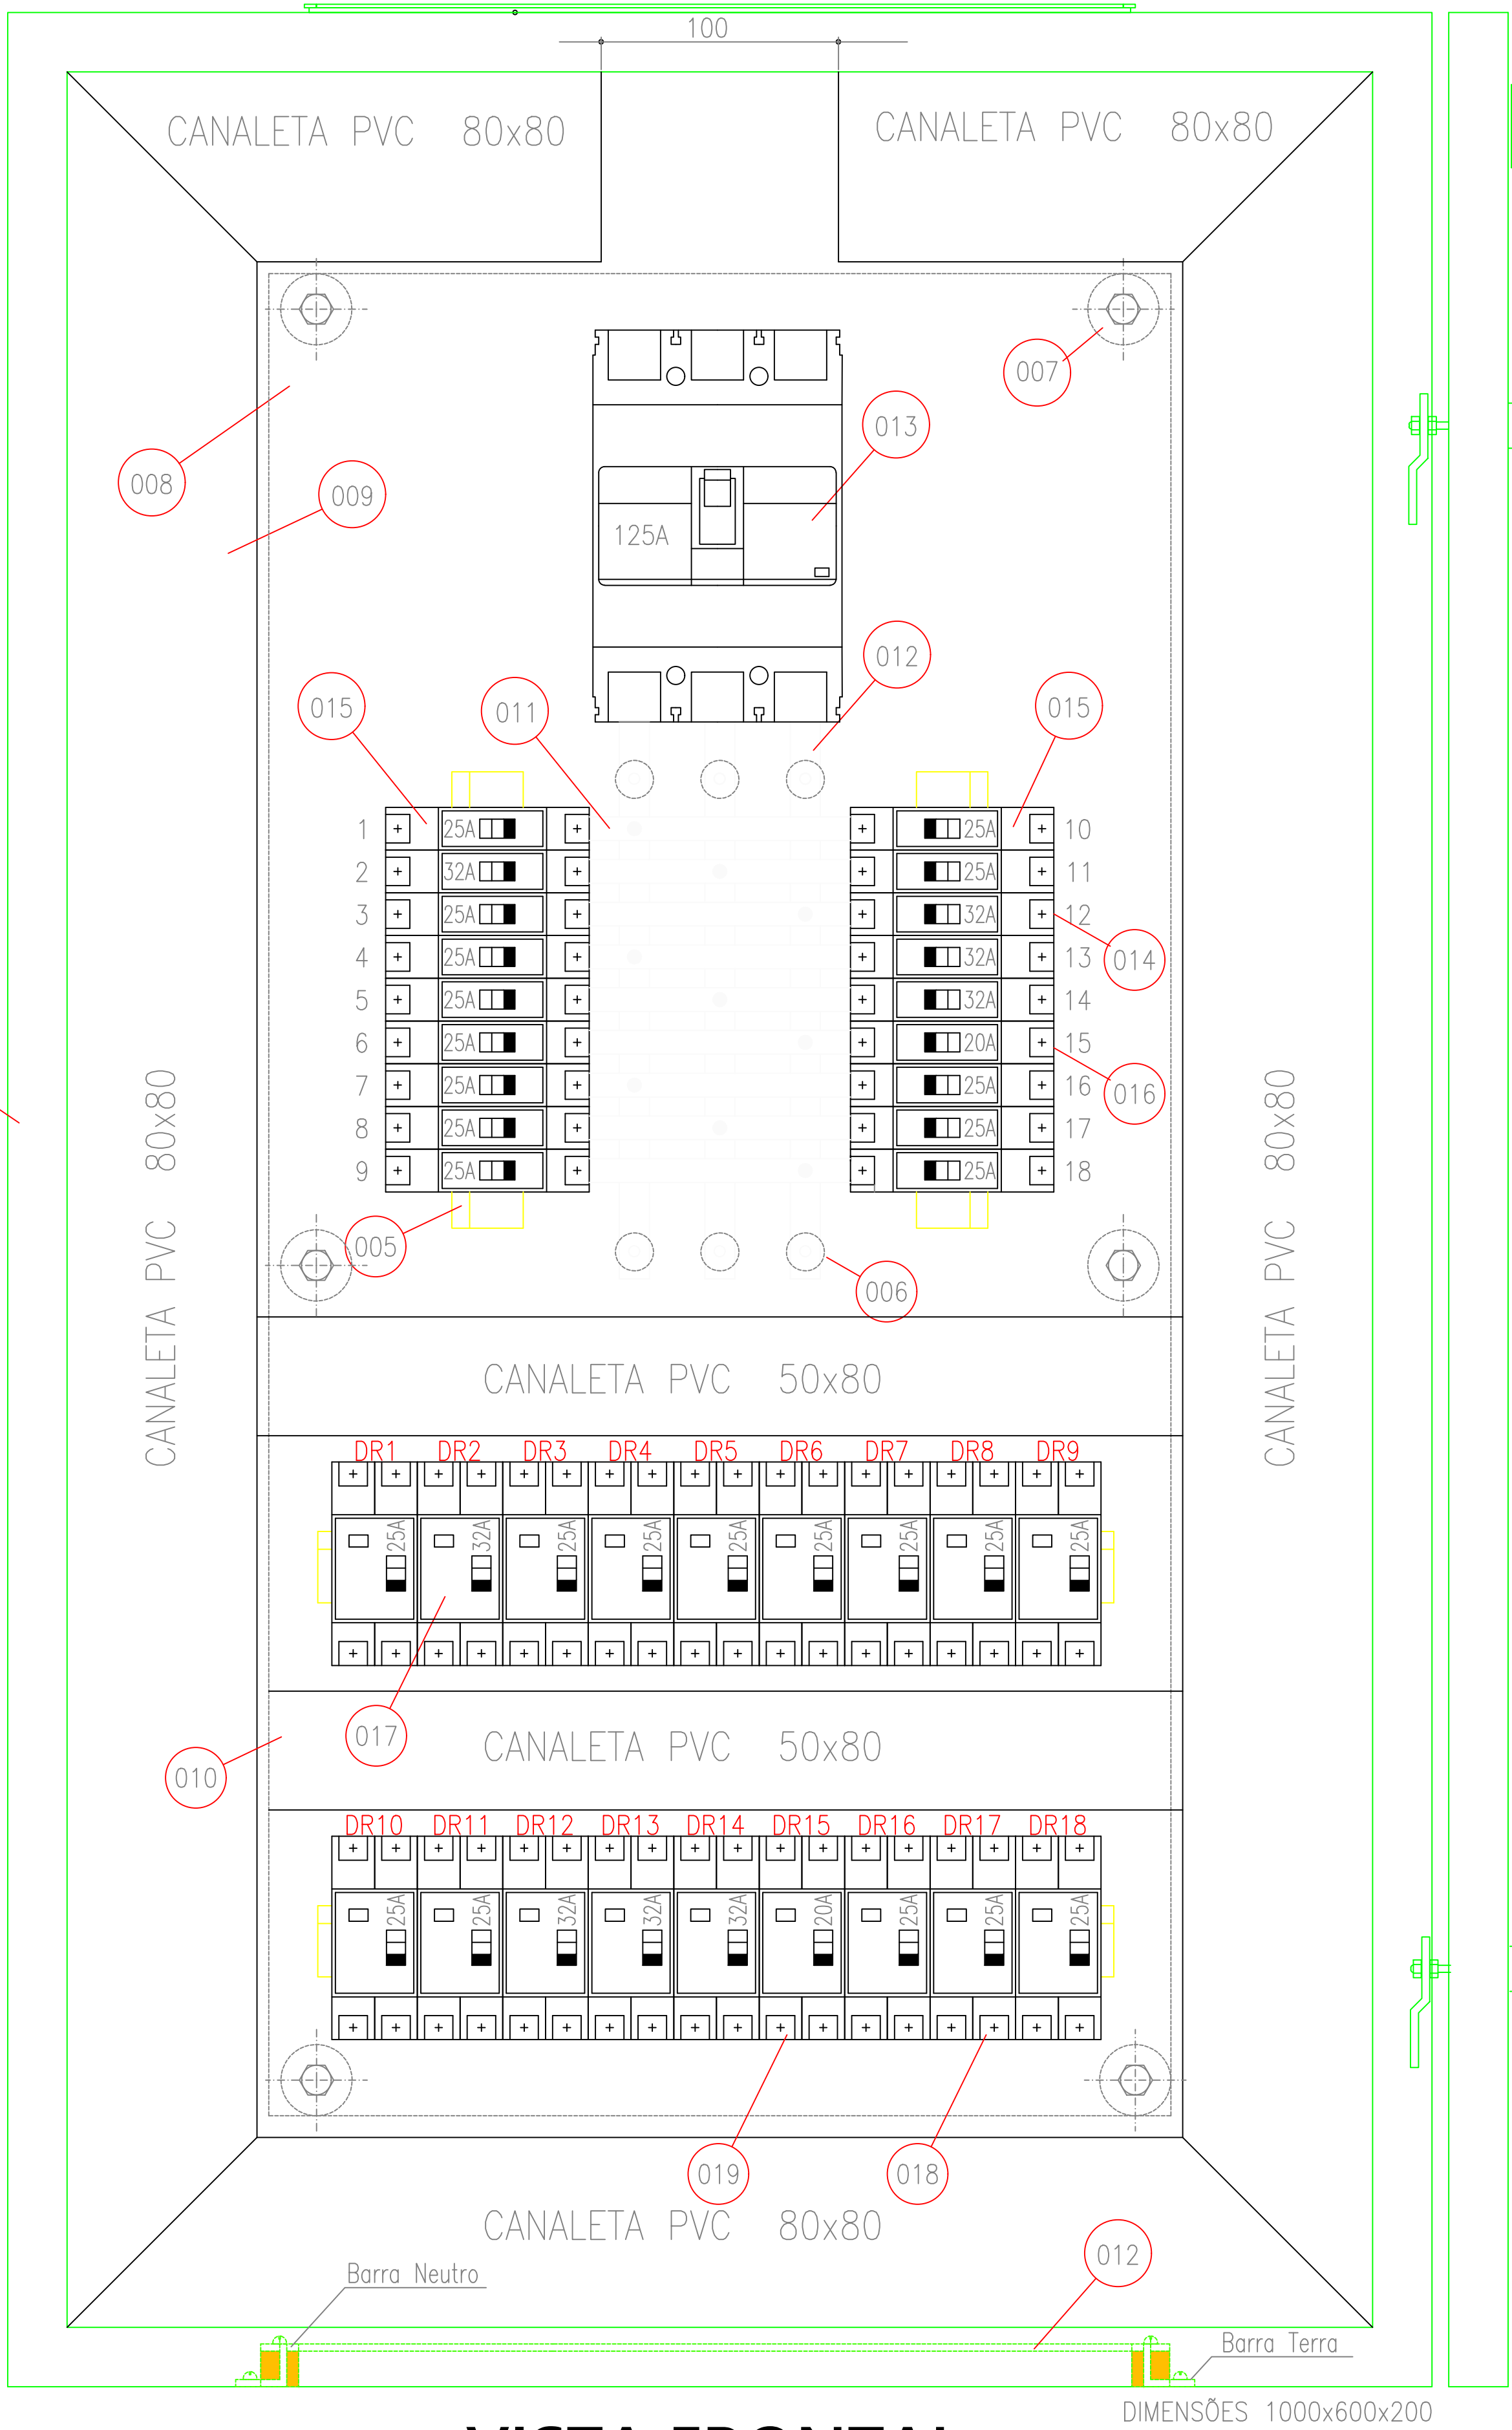 100
CANALETA PVC 80x80
CANALETA PVC 80x80
007
013
008
009
125A
012
015
011
015
1 25A
25A 10
2 32A
25A 11
3 25A
32A 12
4 25A
32A 13
014
5 25A
32A 14
6 25A
20A 15
7 25A
25A 16
016
8 25A
25A 17
9 25A
25A 18
CANALETA PVC 80x80
CANALETA PVC 80x80
005
006
CANALETA PVC 50x80
DR1 DR2 DR3 DR4 DR5 DR6 DR7 DR8 DR9
25A 32A 25A 25A 25A 25A 25A 25A 25A
017
CANALETA PVC 50x80
010
DR10 DR11 DR12 DR13 DR14 DR15 DR16 DR17 DR18
25A 25A 32A 32A 32A 20A 25A 25A 25A
019
018
CANALETA PVC 80x80
012
Barra Neutro
Barra Terra
DIMENSÕES 1000x600x200
VISTA FRONTAL